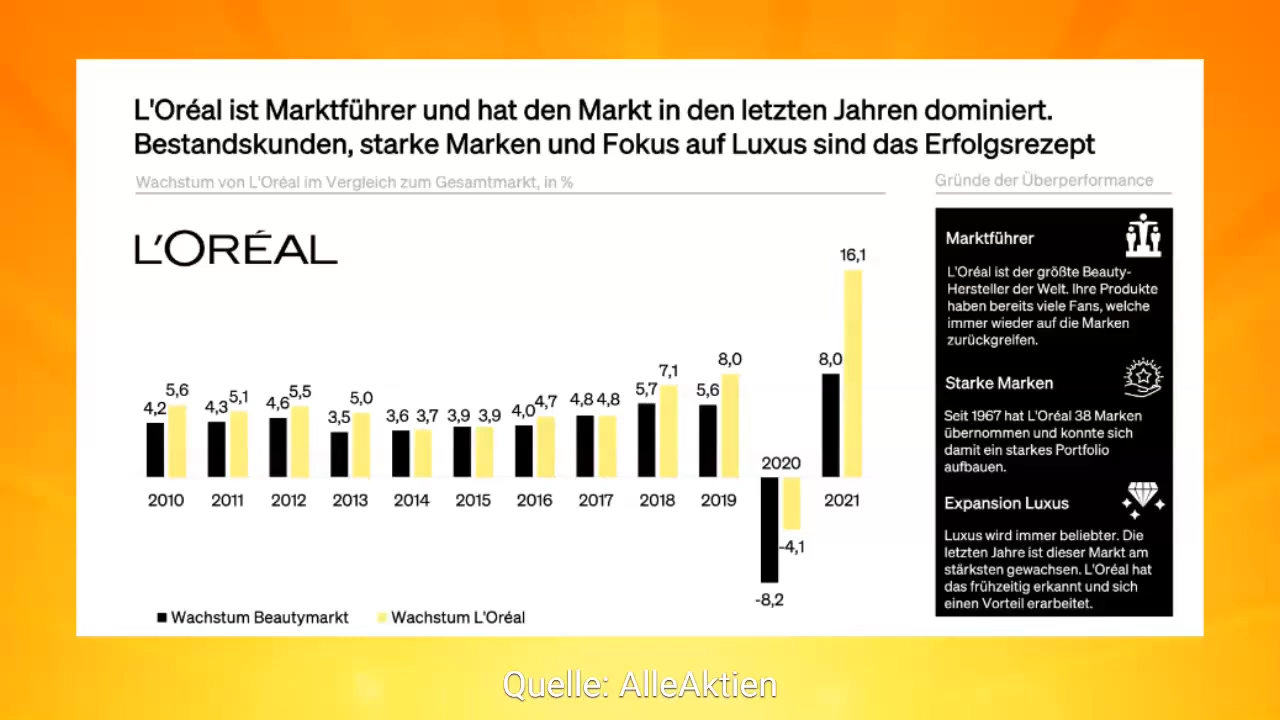 L'Oréal ist Marktführer und hat den Markt in den letzten Jahren dominiert.
Bestandskunden, starke Marken und Fokus auf Luxus sind das Erfolgsrezept
Wachstum von L'Oréal im Vergleich zum Gesamtmarkt, in %
L'ORÉAL
4,2 5,6
4,3 5,1
4,6 5,5
3,5 5,0
3,6 3,7
3,9 3,9
4,0 4,7
4,8 4,8
5,7 7,1
5,6 8,0
2020
-8,2 -4,1
8,0 16,1
2010 2011 2012 2013 2014 2015 2016 2017 2018 2019 2021
Wachstum Beautymarkt Wachstum L'Oréal
Gründe der Überperformance
Marktführer
L'Oréal ist der größte Beauty-
Hersteller der Welt. Ihre Produkte
haben bereits viele Fans, welche
immer wieder auf die Marken
zurückgreifen.
Starke Marken
Seit 1967 hat L'Oréal 38 Marken
übernommen und konnte sich
damit ein starkes Portfolio
aufbauen.
Expansion Luxus
Luxus wird immer beliebter. Die
letzten Jahre ist dieser Markt am
stärksten gewachsen. L'Oréal hat
das frühzeitig erkannt und sich
einen Vorteil erarbeitet.
Quelle: AlleAktien